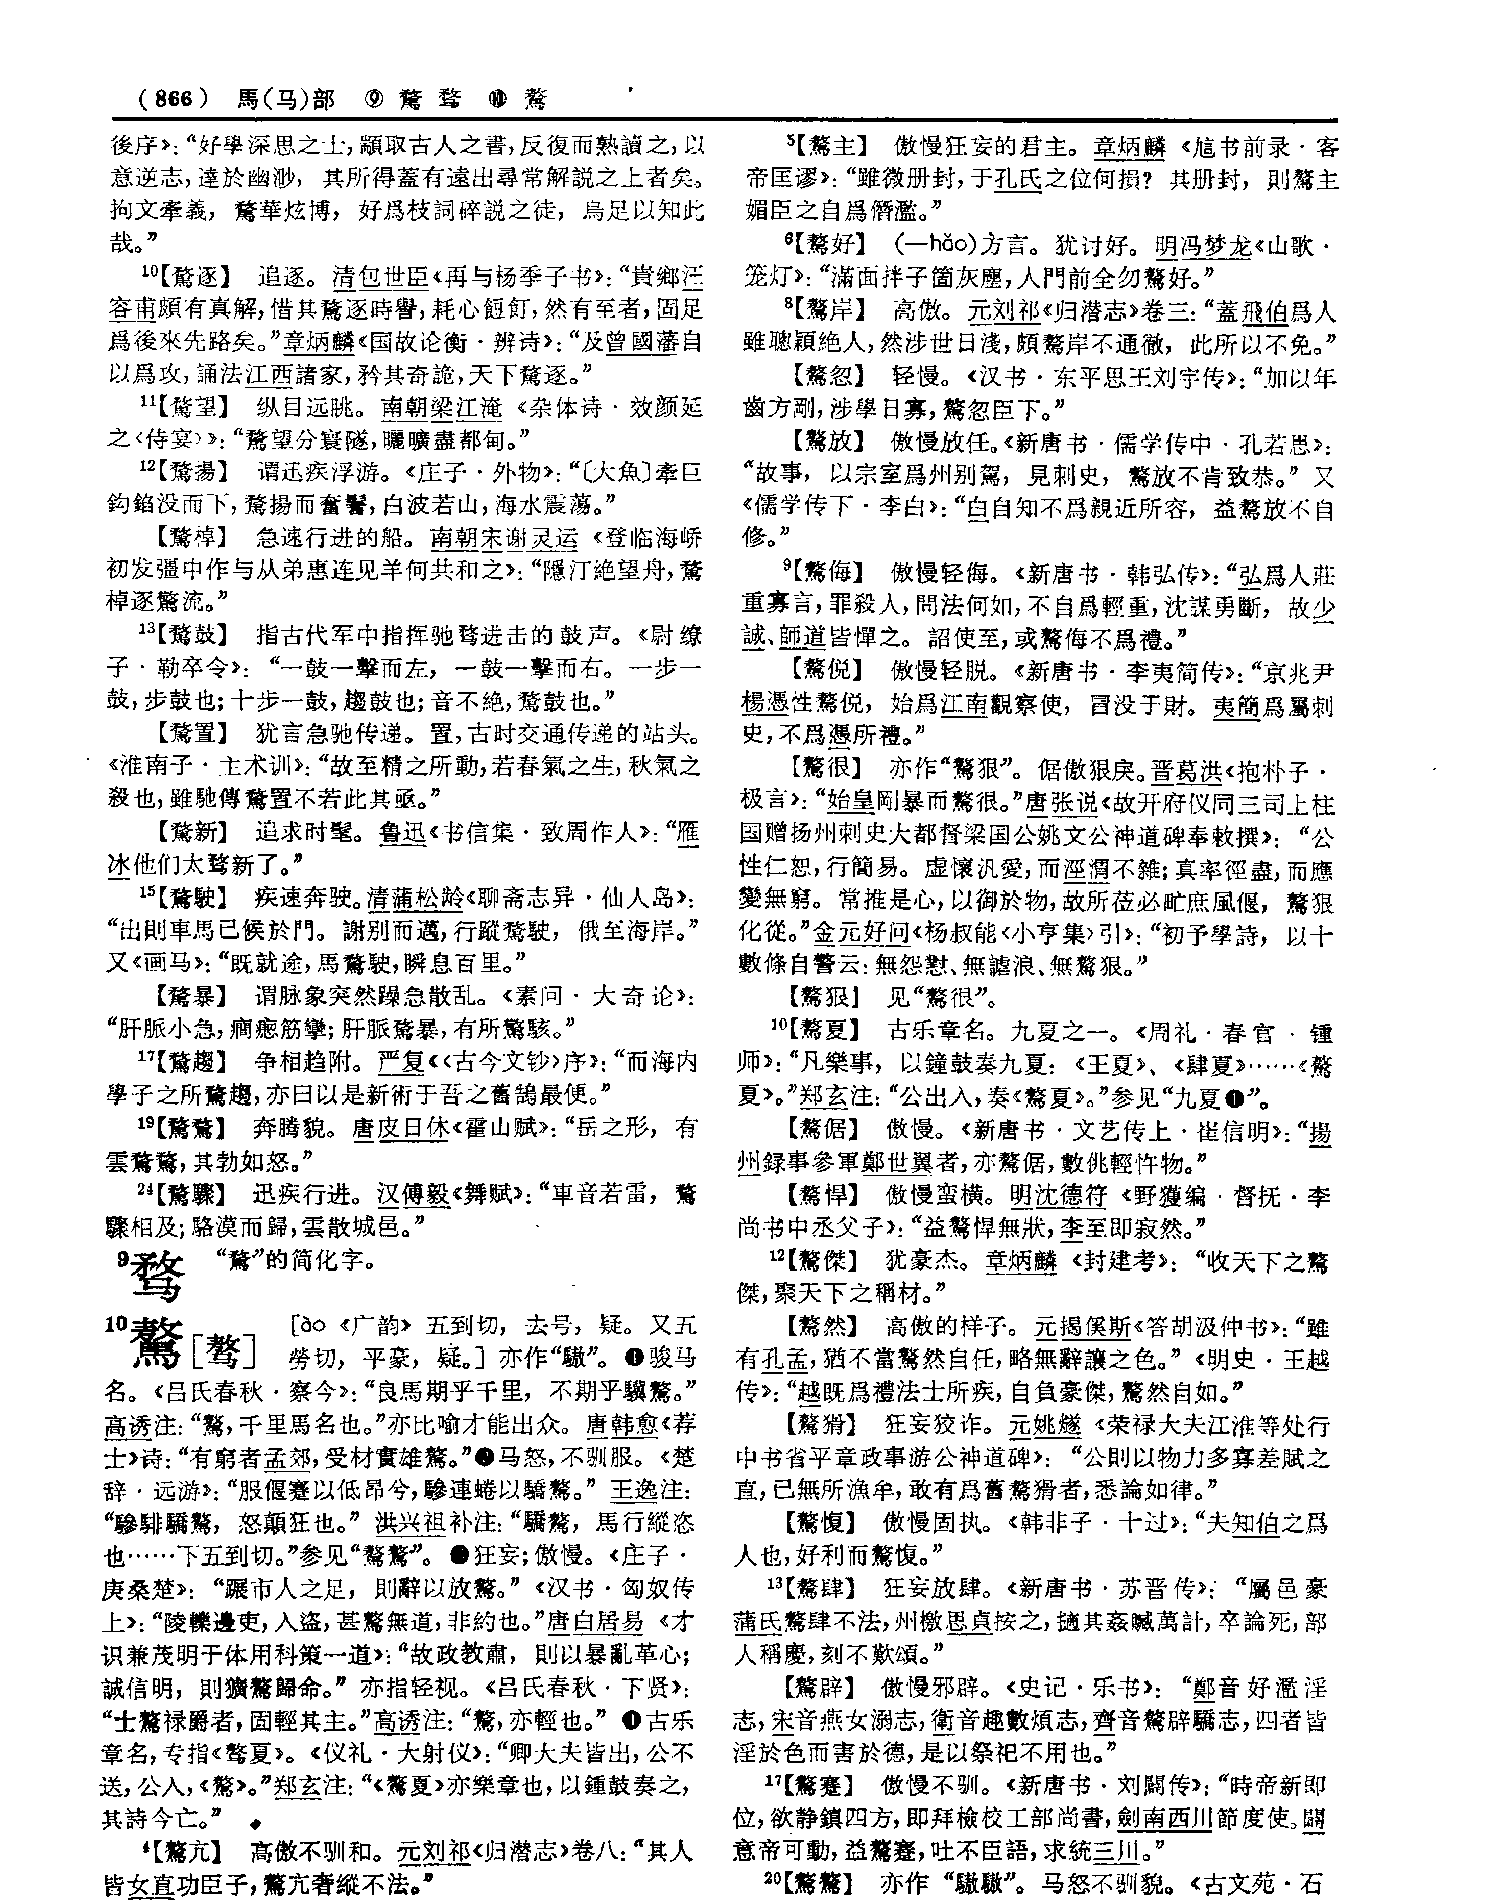 (866) 馬(马)部 ⑨ 騖 骛 ⑩ 驁
後序》：“好學深思之士，顓取古人之書，反復而熟讀之，以
意逆志，達於幽渺， 其所得蓋有遠出尋常解説之上者矣。
拘文牽義， 騖華炫博， 好爲枝詞碎説之徒， 烏足以知此
哉。”
¹⁰【騖逐】 追逐。清包世臣《再与杨季子书》：“貴鄉汪
容甫頗有真解，惜其騖逐時譽，耗心餖飣，然有至者，固足
爲後來先路矣。”章炳麟《国故论衡·辨诗》：“及曾國藩自
以爲攻，誦法江西諸家，矜其奇詭，天下騖逐。”
¹¹【騖望】 纵目远眺。南朝梁江淹《杂体诗·效颜延
之〈侍宴〉》：“騖望分寰隧，曬曠盡都甸。”
¹²【騖揚】 谓迅疾浮游。《庄子·外物》：“〔大魚〕牽巨
鈎錎没而下，騖揚而奮鬐，白波若山，海水震蕩。”
【騖棹】 急速行进的船。南朝宋谢灵运《登临海峤
初发彊中作与从弟惠连见羊何共和之》：“隱汀絶望舟，騖
棹逐驚流。”
¹³【騖鼓】 指古代军中指挥驰骛进击的鼓声。《尉缭
子·勒卒令》：“一鼓一擊而左， 一鼓一擊而右。一步一
鼓，步鼓也；十步一鼓，趨鼓也；音不絶，騖鼓也。”
【騖置】 犹言急驰传递。置，古时交通传递的站头。
《淮南子·主术训》：“故至精之所動，若春氣之生，秋氣之
殺也，雖馳傳騖置不若此其亟。”
【騖新】 追求时髦。鲁迅《书信集·致周作人》：“雁
冰他们太骛新了。”
¹⁵【騖駛】 疾速奔驶。清蒲松龄《聊斋志异·仙人岛》：
“出則車馬已候於門。謝别而邁，行蹤騖駛， 俄至海岸。”
又《画马》：“既就途，馬騖駛，瞬息百里。”
【騖暴】 谓脉象突然躁急散乱。《素问·大奇论》：
“肝脈小急，癇瘛筋攣；肝脈騖暴，有所驚駭。”
¹⁷【騖趨】 争相趋附。严复《〈古今文钞〉序》：“而海内
學子之所騖趨，亦曰以是新術于吾之舊鵠最便。”
¹⁹【騖騖】 奔腾貌。唐皮日休《霍山赋》：“岳之形， 有
雲騖騖，其勃如怒。”
²⁴【騖驟】 迅疾行进。汉傅毅《舞赋》：“車音若雷， 騖
驟相及；駱漠而歸，雲散城邑。”
⁹骛 “騖”的简化字。
¹⁰驁[骜] [ào 《广韵》五到切， 去号， 疑。又五
勞切， 平豪， 疑。]亦作“驐”。❶骏马
名。《吕氏春秋·察今》：“良馬期乎千里， 不期乎驥驁。”
高诱注：“驁，千里馬名也。”亦比喻才能出众。唐韩愈《荐
士》诗：“有窮者孟郊，受材實雄驁。”❷马怒，不驯服。《楚
辞·远游》：“服偃蹇以低昂兮，驂連蜷以驕驁。”王逸注：
“驂騑驕驁， 怒顛狂也。” 洪兴祖补注：“驕驁， 馬行縱恣
也……下五到切。”参见“驁驁”。❸狂妄；傲慢。《庄子·
庚桑楚》：“蹍市人之足， 則辭以放驁。”《汉书·匈奴传
上》：“陵轢邊吏，入盗，甚驁無道，非約也。”唐白居易《才
识兼茂明于体用科策一道》：“故政教肅， 則以暴亂革心；
誠信明， 則獷驁歸命。”亦指轻视。《吕氏春秋·下贤》：
“士驁禄爵者，固輕其主。”高诱注：“驁，亦輕也。” ❹古乐
章名，专指《骜夏》。《仪礼·大射仪》：“卿大夫皆出，公不
送，公入，《驁》。”郑玄注：“《驁夏》亦樂章也，以鍾鼓奏之，
其詩今亡。”
⁴【驁亢】 高傲不驯和。元刘祁《归潜志》卷八：“其人
皆女直功臣子，驁亢奢縱不法。”
⁵【驁主】 傲慢狂妄的君主。章炳麟《訄书前录·客
帝匡谬》：“雖微册封，于孔氏之位何損？其册封， 則驁主
媚臣之自爲僭濫。”
⁶【驁好】 （—hǎo）方言。犹讨好。明冯梦龙《山歌·
笼灯》：“滿面拌子箇灰塵，人門前全勿驁好。”
⁸【驁岸】 高傲。元刘祁《归潜志》卷三：“蓋飛伯爲人
雖聰穎絶人，然涉世日淺，頗驁岸不通徹， 此所以不免。”
【驁忽】 轻慢。《汉书·东平思王刘宇传》：“加以年
齒方剛，涉學日寡，驁忽臣下。”
【驁放】 傲慢放任。《新唐书·儒学传中·孔若思》：
“故事， 以宗室爲州别駕， 見刺史， 驁放不肯致恭。”又
《儒学传下·李白》：“白自知不爲親近所容， 益驁放不自
修。”
⁹【驁侮】 傲慢轻侮。《新唐书·韩弘传》：“弘爲人莊
重寡言，罪殺人，問法何如，不自爲輕重，沈謀勇斷， 故少
誠、師道皆憚之。詔使至，或驁侮不爲禮。”
【驁侻】 傲慢轻脱。《新唐书·李夷简传》：“京兆尹
楊憑性驁侻， 始爲江南觀察使， 冒没于財。夷簡爲屬刺
史，不爲憑所禮。”
【驁很】 亦作“驁狠”。倨傲狠戾。晋葛洪《抱朴子·
极言》：“始皇剛暴而驁很。”唐张说《故开府仪同三司上柱
国赠扬州刺史大都督梁国公姚文公神道碑奉敕撰》：“公
性仁恕，行簡易。虚懷汎愛，而涇渭不雜；真率徑盡，而應
變無窮。常推是心，以御於物，故所莅必甿庶風偃， 驁狠
化從。”金元好问《杨叔能〈小亨集〉引》：“初予學詩， 以十
數條自警云：無怨懟、無謔浪、無驁狠。”
【驁狠】 见“驁很”。
¹⁰【驁夏】 古乐章名。九夏之一。《周礼·春官·锺
师》：“凡樂事， 以鐘鼓奏九夏：《王夏》、《肆夏》……《驁
夏》。”郑玄注：“公出入，奏《驁夏》。”参见“九夏❶”。
【驁倨】 傲慢。《新唐书·文艺传上·崔信明》：“揚
州録事參軍鄭世翼者，亦驁倨，數佻輕忤物。”
【驁悍】 傲慢蛮横。明沈德符《野獲编·督抚·李
尚书中丞父子》：“益驁悍無狀，李至即寂然。”
¹²【驁傑】 犹豪杰。章炳麟《封建考》：“收天下之驁
傑，聚天下之稱材。”
【驁然】 高傲的样子。元揭傒斯《答胡汲仲书》：“雖
有孔孟，猶不當驁然自任，略無辭讓之色。”《明史·王越
传》：“越既爲禮法士所疾，自負豪傑，驁然自如。”
【驁猾】 狂妄狡诈。元姚燧《荣禄大夫江淮等处行
中书省平章政事游公神道碑》：“公則以物力多寡差賦之
直，已無所漁牟，敢有爲舊驁猾者，悉論如律。”
【驁愎】 傲慢固执。《韩非子·十过》：“夫知伯之爲
人也，好利而驁愎。”
¹³【驁肆】 狂妄放肆。《新唐书·苏晋传》：“屬邑豪
蒲氏驁肆不法，州檄思貞按之，擿其姦贓萬計，卒論死，部
人稱慶，刻石歎頌。”
【驁辟】 傲慢邪辟。《史记·乐书》：“鄭音好濫淫
志，宋音燕女溺志，衛音趣數煩志，齊音驁辟驕志，四者皆
淫於色而害於德，是以祭祀不用也。”
¹⁷【驁蹇】 傲慢不驯。《新唐书·刘闢传》：“時帝新即
位，欲静鎮四方，即拜檢校工部尚書，劍南西川節度使。闢
意帝可動，益驁蹇，吐不臣語，求統三川。”
²⁰【驁驁】 亦作“驐驐”。马怒不驯貌。《古文苑·石